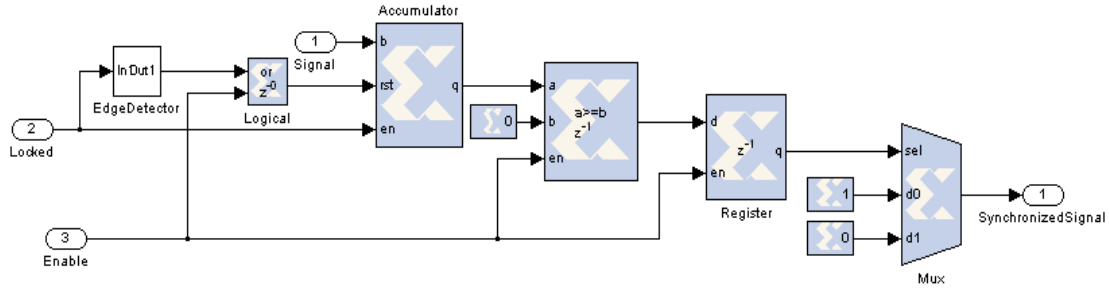 Accumulator
1
Signal
b
rst
en
q
In1Out1
EdgeDetector
or
z-0
Logical
2
Locked
0
a
b
en
a>=b
z-1
d
en
z-1
q
Register
sel
d0
d1
1
0
Mux
1
SynchronizedSignal
3
Enable